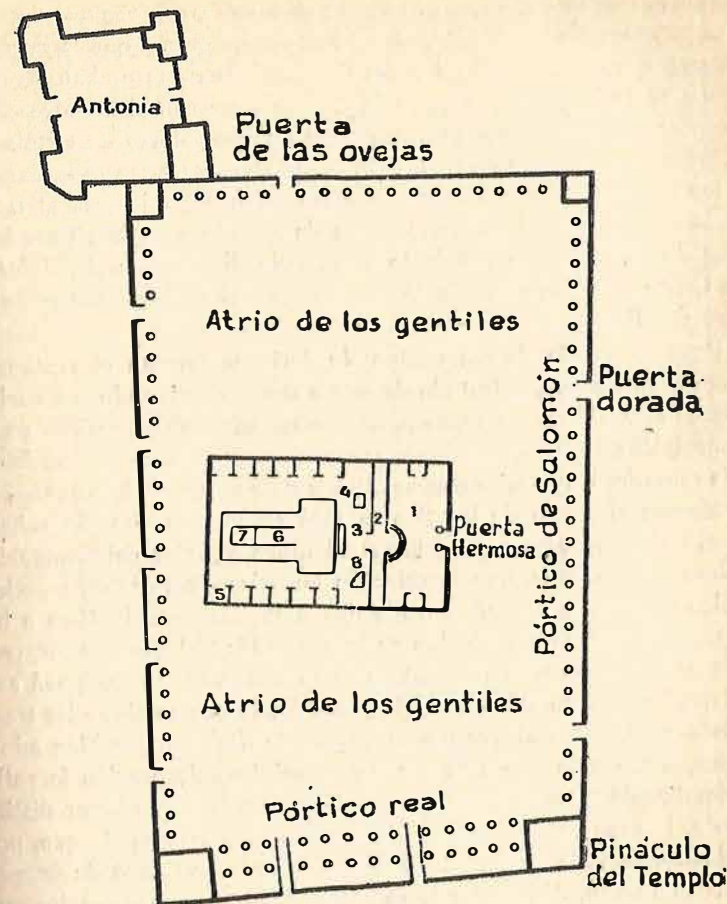 Antonia
Puerta
de las ovejas
Atrio de los gentiles
Puerta
dorada
Pórtico de Salomón
4
1
2
3
7 6
Puerta
Hermosa
8
5
Atrio de los gentiles
Pórtico real
Pináculo
del Templo